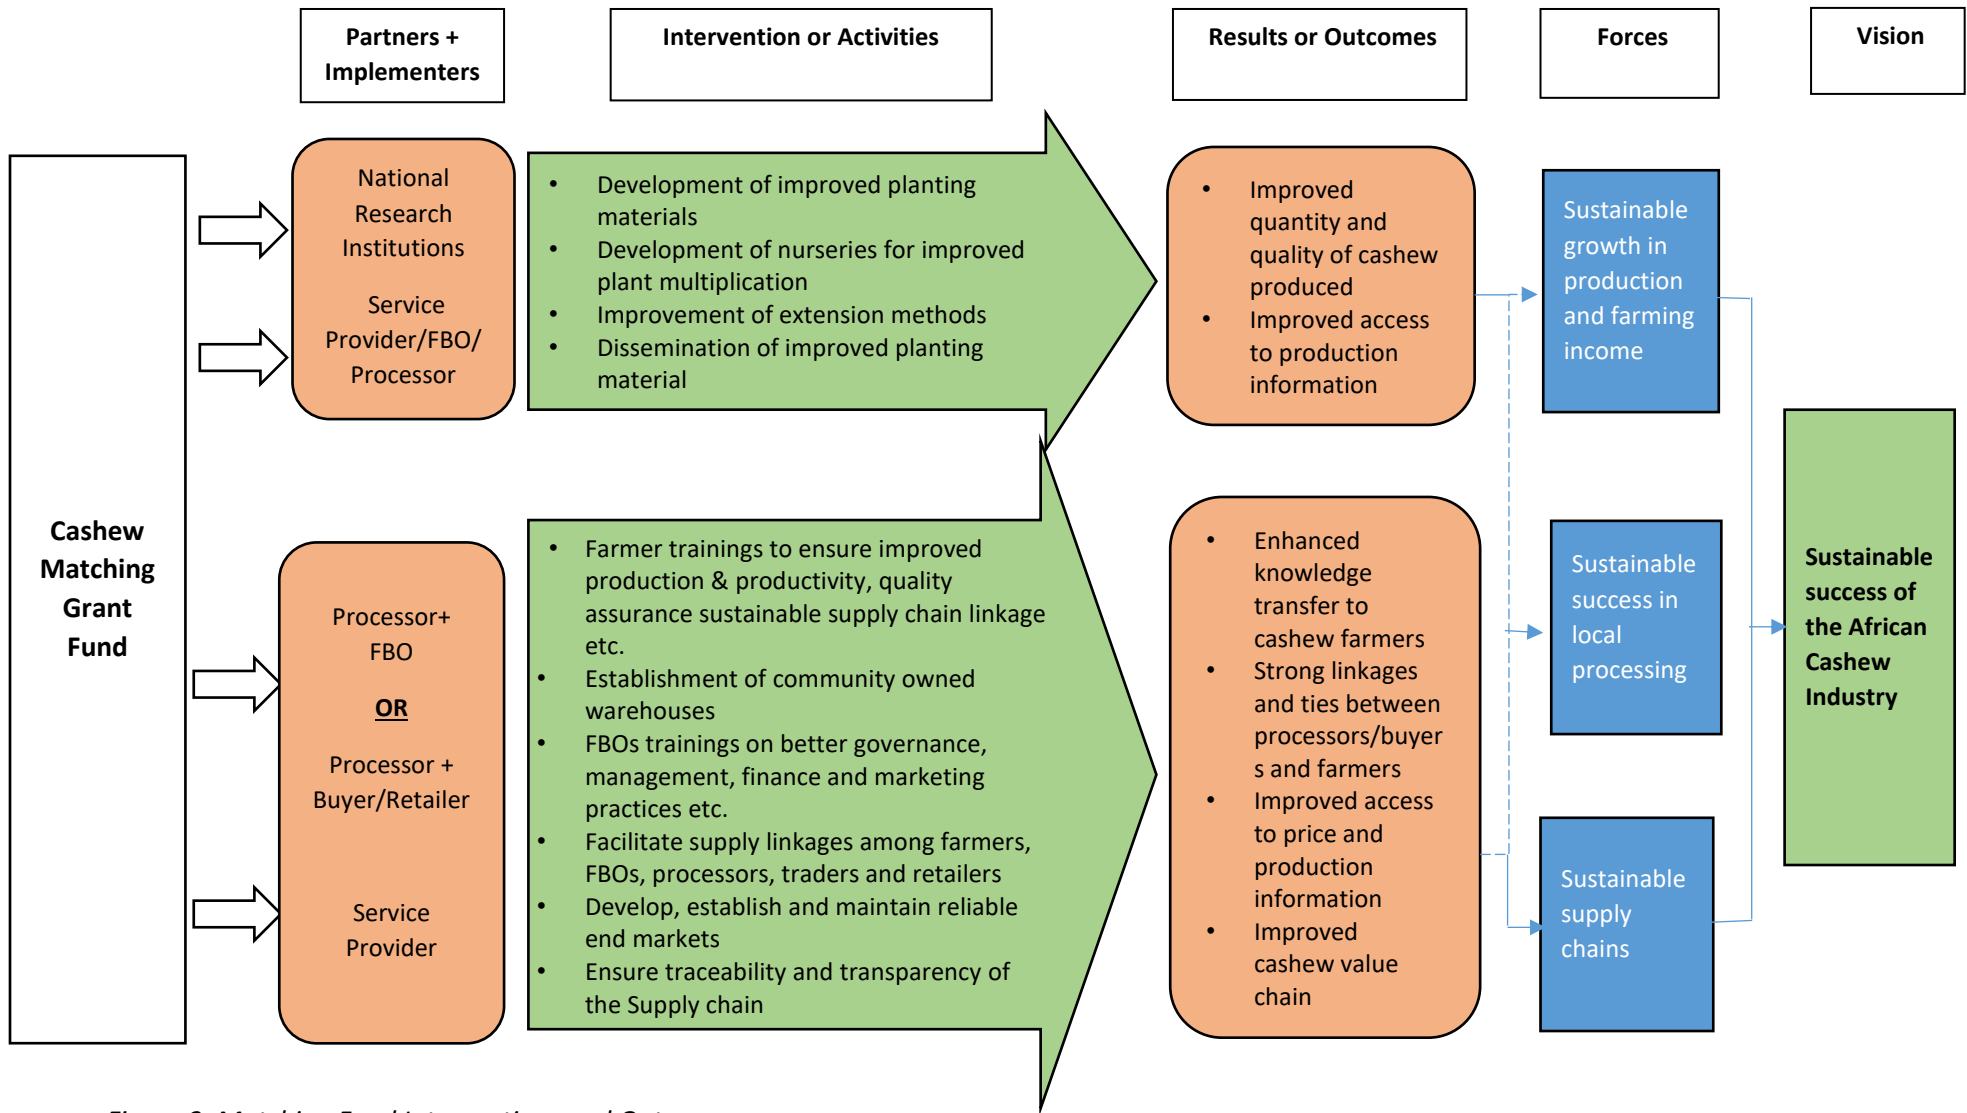 Partners +
Implementers
Intervention or Activities
Results or Outcomes
Forces
Vision
Cashew
Matching
Grant
Fund
National
Research
Institutions
Service
Provider/FBO/
Processor
• Development of improved planting
materials
• Development of nurseries for improved
plant multiplication
• Improvement of extension methods
• Dissemination of improved planting
material
• Improved
quantity and
quality of cashew
produced
• Improved access
to production
information
Sustainable
growth in
production
and farming
income
Processor+
FBO
OR
Processor +
Buyer/Retailer
Service
Provider
• Farmer trainings to ensure improved
production & productivity, quality
assurance sustainable supply chain linkage
etc.
• Establishment of community owned
warehouses
• FBOs trainings on better governance,
management, finance and marketing
practices etc.
• Facilitate supply linkages among farmers,
FBOs, processors, traders and retailers
• Develop, establish and maintain reliable
end markets
• Ensure traceability and transparency of
the Supply chain
• Enhanced
knowledge
transfer to
cashew farmers
• Strong linkages
and ties between
processors/buyer
s and farmers
• Improved access
to price and
production
information
• Improved
cashew value
chain
Sustainable
success in
local
processing
Sustainable
supply
chains
Sustainable
success of
the African
Cashew
Industry